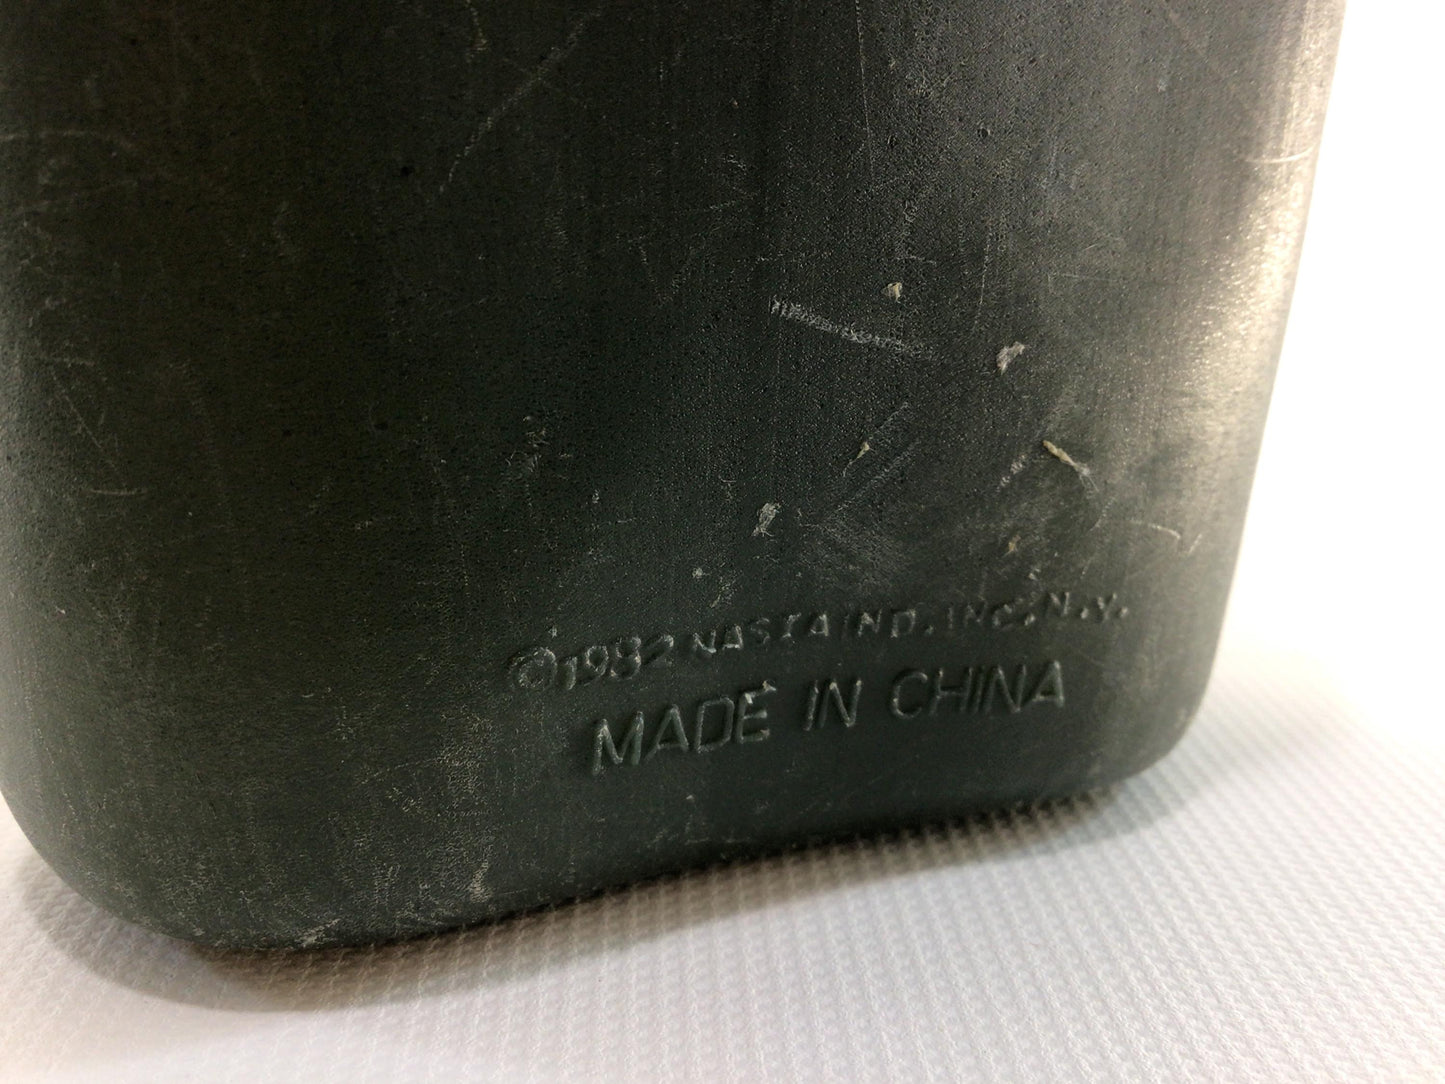 ©1982 NASTA IND. INC. N.Y.
MADE IN CHINA